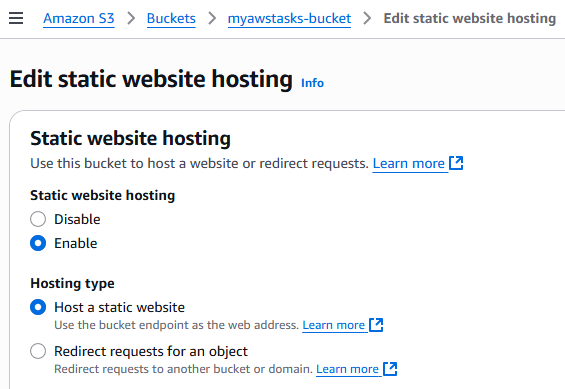 Amazon S3 > Buckets > myawstasks-bucket > Edit static website hosting
Edit static website hosting Info
Static website hosting
Use this bucket to host a website or redirect requests. Learn more
Static website hosting
Disable
Enable
Hosting type
Host a static website
Use the bucket endpoint as the web address. Learn more
Redirect requests for an object
Redirect requests to another bucket or domain. Learn more